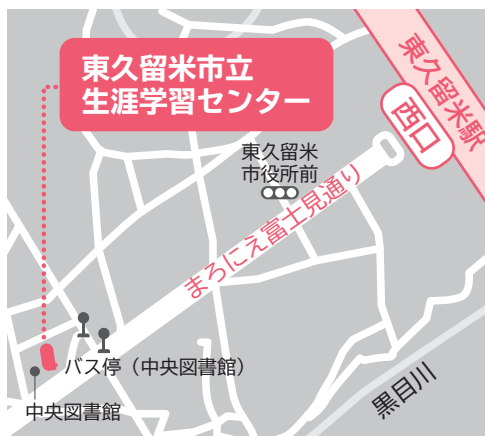 東久留米市立
生涯学習センター
東久留米駅
西口
東久留米
市役所前
まろにえ富士見通り
バス停（中央図書館）
中央図書館
黒目川